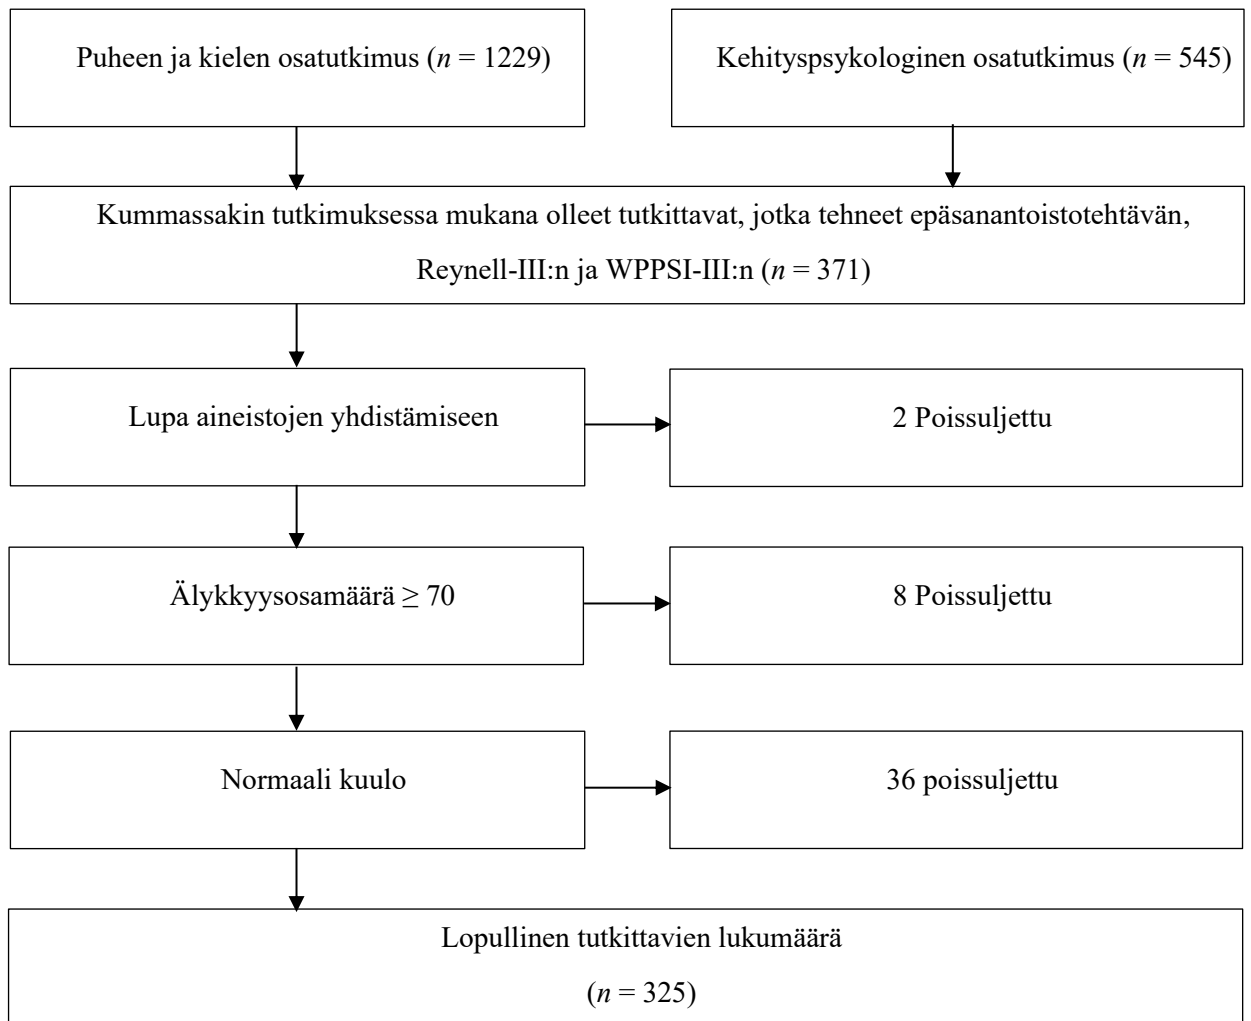 Puheen ja kielen osatutkimus (n = 1229)
Kehityspsykologinen osatutkimus (n = 545)
Kummassakin tutkimuksessa mukana olleet tutkittavat, jotka tehneet epäsanantoistotehtävän,
Reynell-III:n ja WPPSI-III:n (n = 371)
Lupa aineistojen yhdistämiseen
2 Poissuljettu
Älykkyysosamäärä ≥ 70
8 Poissuljettu
Normaali kuulo
36 poissuljettu
Lopullinen tutkittavien lukumäärä
(n = 325)